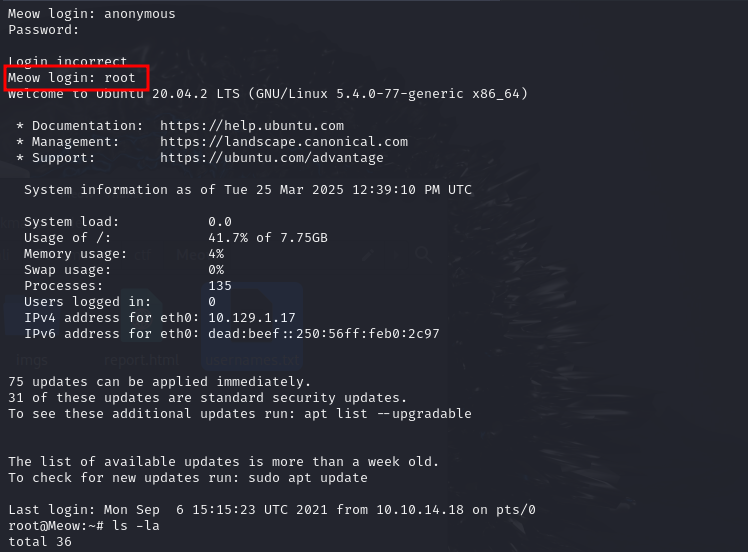 Meow login: anonymous
Password:
Login incorrect
Meow login: root
Welcome to Ubuntu 20.04.2 LTS (GNU/Linux 5.4.0-77-generic x86_64)
* Documentation:  https://help.ubuntu.com
* Management:     https://landscape.canonical.com
* Support:        https://ubuntu.com/advantage
System information as of Tue 25 Mar 2025 12:39:10 PM UTC
System load:           0.0
Usage of /:            41.7% of 7.75GB
Memory usage:          4%
Swap usage:            0%
Processes:             135
Users logged in:       0
IPv4 address for eth0: 10.129.1.17
IPv6 address for eth0: dead:beef::250:56ff:feb0:2c97
imgs report.html
75 updates can be applied immediately.
31 of these updates are standard security updates.
To see these additional updates run: apt list --upgradable
The list of available updates is more than a week old.
To check for new updates run: sudo apt update
Last login: Mon Sep  6 15:15:23 UTC 2021 from 10.10.14.18 on pts/0
root@Meow:~# ls -la
total 36